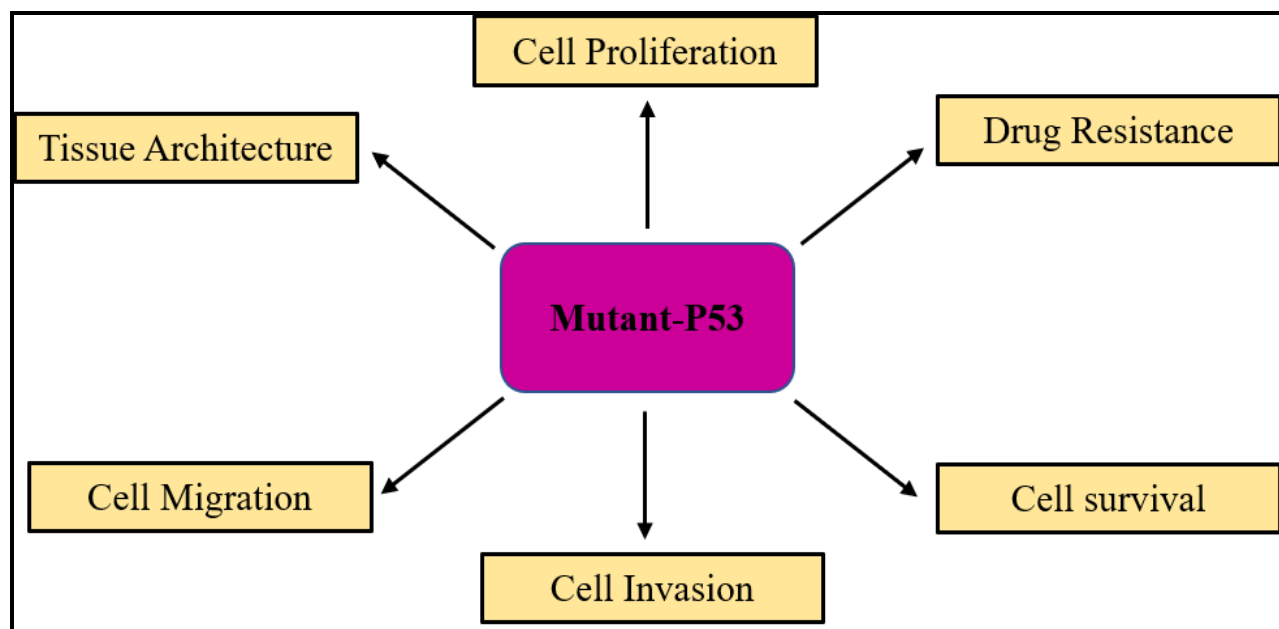 Cell Proliferation
Tissue Architecture
Drug Resistance
Mutant-P53
Cell Migration
Cell survival
Cell Invasion